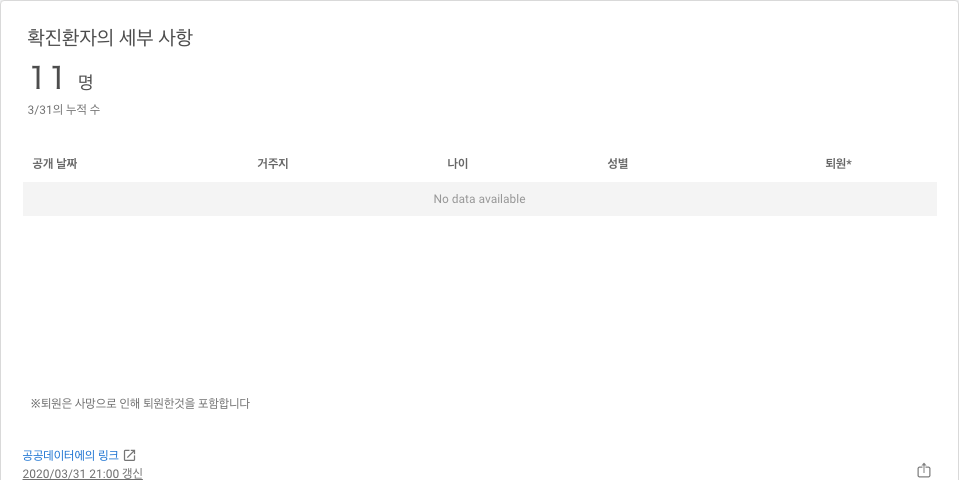 확진환자의 세부 사항
11 명
3/31의 누적 수
공개 날짜 거주지 나이 성별 퇴원*
No data available
※퇴원은 사망으로 인해 퇴원한것을 포함합니다
공공데이터에의 링크
2020/03/31 21:00 갱신